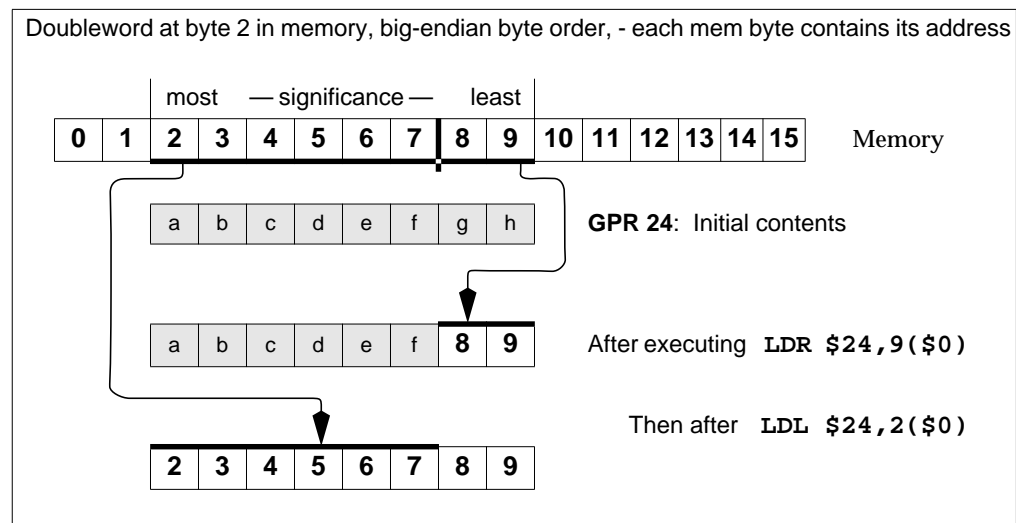 Doubleword at byte 2 in memory, big-endian byte order, - each mem byte contains its address
most — significance — least
0 1 2 3 4 5 6 7 8 9 10 11 12 13 14 15 Memory
a b c d e f g h GPR 24: Initial contents
a b c d e f 8 9 After executing LDR $24,9($0)
Then after LDL $24,2($0)
2 3 4 5 6 7 8 9